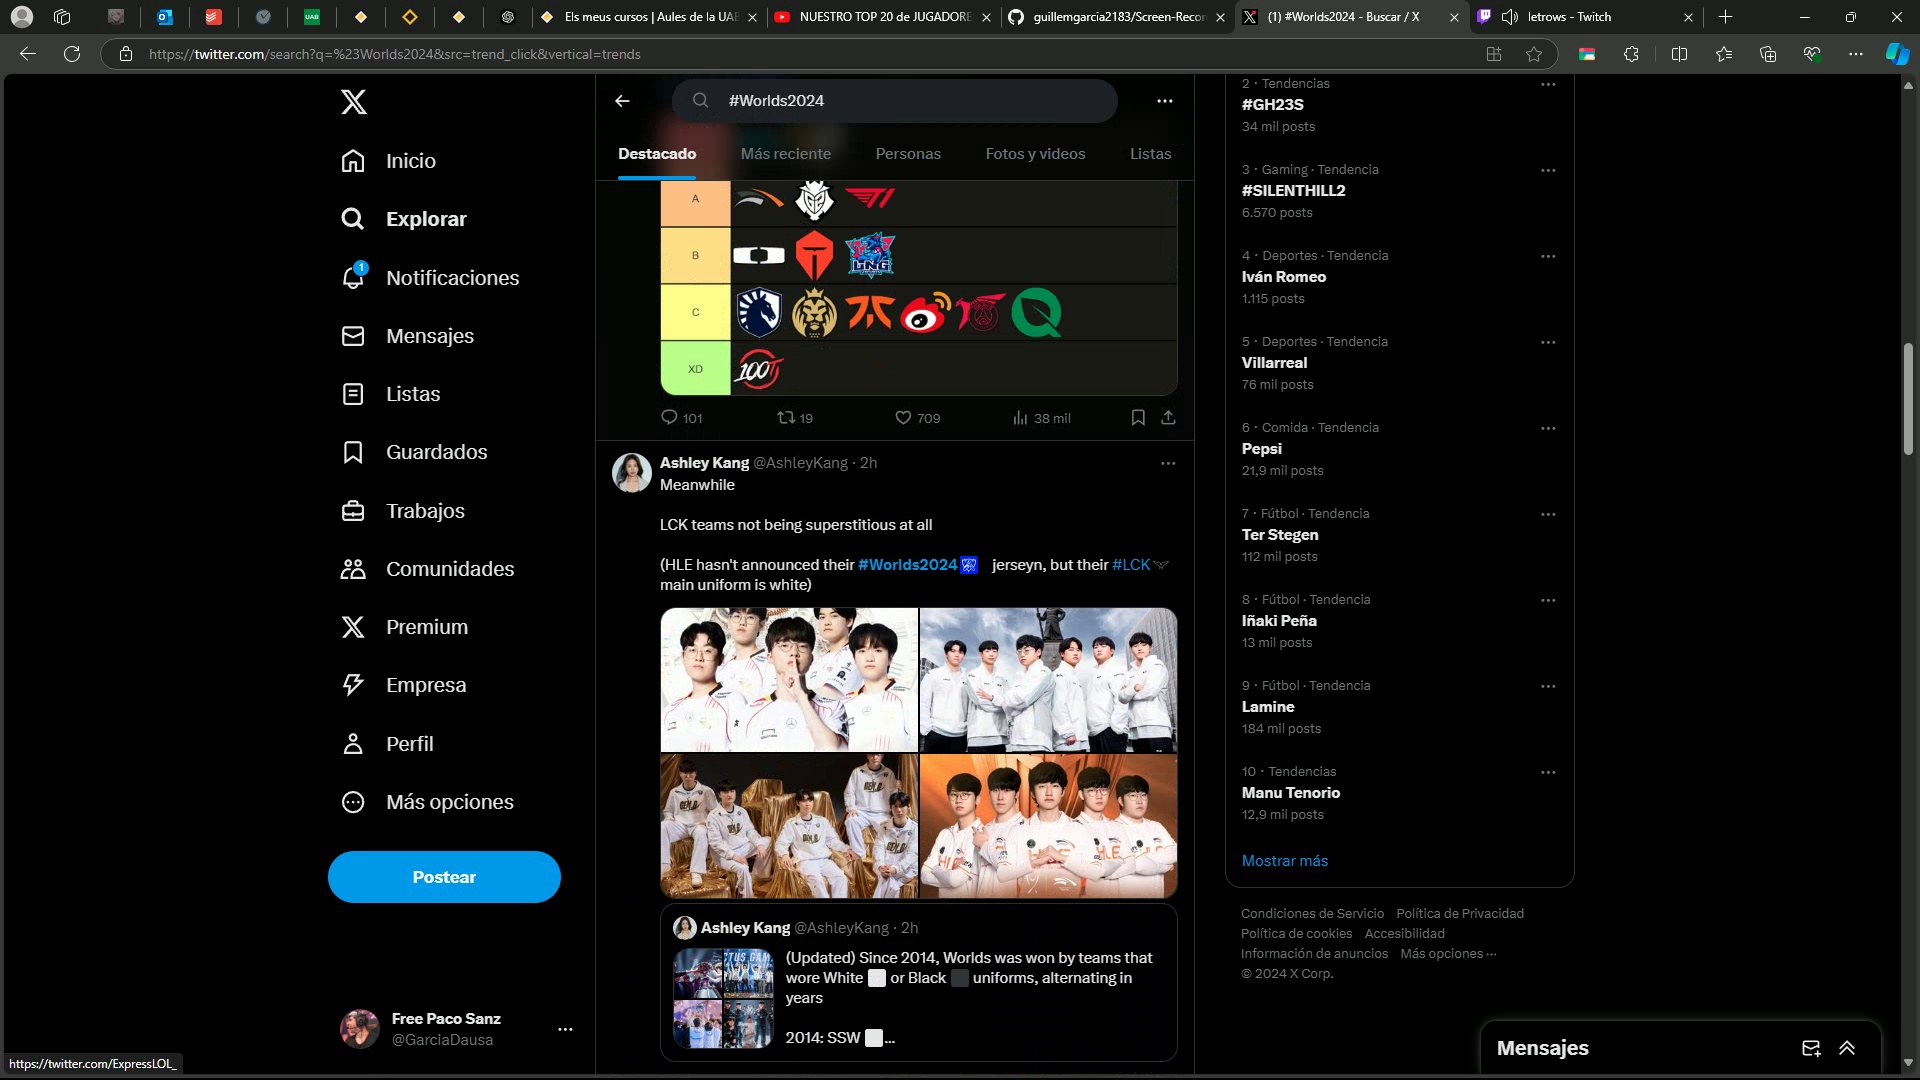 Els meus cursos | Aules de la UAB
NUESTRO TOP 20 de JUGADORE
guillemgarcia2183/Screen-Recor
(1) #Worlds2024 - Buscar / X
letrows - Twitch
https://twitter.com/search?q=%23Worlds2024&src=trend_click&vertical=trends
Inicio
Explorar
1
Notificaciones
Mensajes
Listas
Guardados
Trabajos
Comunidades
Premium
Empresa
Perfil
Más opciones
Postear
Free Paco Sanz
@GarciaDausa
https://twitter.com/ExpressLOL_
#Worlds2024
Destacado
Más reciente
Personas
Fotos y videos
Listas
A
B
LNG
C
XD
100T
101
19
709
38 mil
Ashley Kang @AshleyKang · 2h
Meanwhile
LCK teams not being superstitious at all
(HLE hasn't announced their #Worlds2024 jerseyn, but their #LCK
main uniform is white)
Ashley Kang @AshleyKang · 2h
(Updated) Since 2014, Worlds was won by teams that
wore White or Black uniforms, alternating in
years
2014: SSW ...
2 · Tendencias
#GH23S
34 mil posts
3 · Gaming · Tendencia
#SILENTHILL2
6.570 posts
4 · Deportes · Tendencia
Iván Romeo
1.115 posts
5 · Deportes · Tendencia
Villarreal
76 mil posts
6 · Comida · Tendencia
Pepsi
21,9 mil posts
7 · Fútbol · Tendencia
Ter Stegen
112 mil posts
8 · Fútbol · Tendencia
Iñaki Peña
13 mil posts
9 · Fútbol · Tendencia
Lamine
184 mil posts
10 · Tendencias
Manu Tenorio
12,9 mil posts
Mostrar más
Condiciones de Servicio Política de Privacidad
Política de cookies Accesibilidad
Información de anuncios Más opciones ···
© 2024 X Corp.
Mensajes